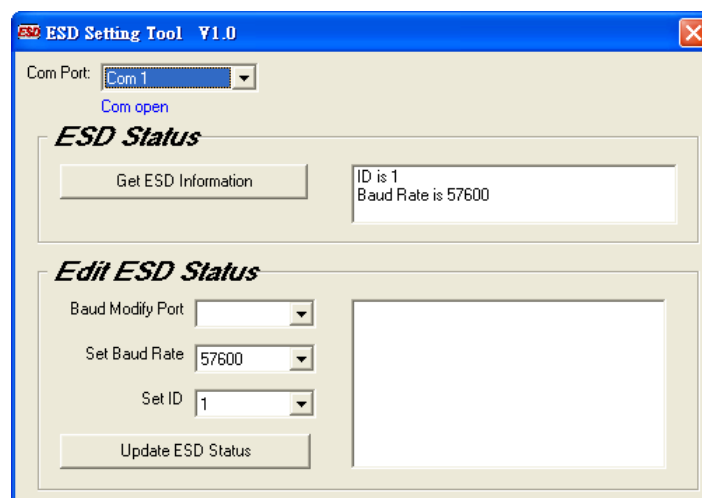 ESD ESD Setting Tool V1.0
Com Port: Com 1
Com open
ESD Status
Get ESD Information
ID is 1
Baud Rate is 57600
Edit ESD Status
Baud Modify Port
Set Baud Rate 57600
Set ID 1
Update ESD Status